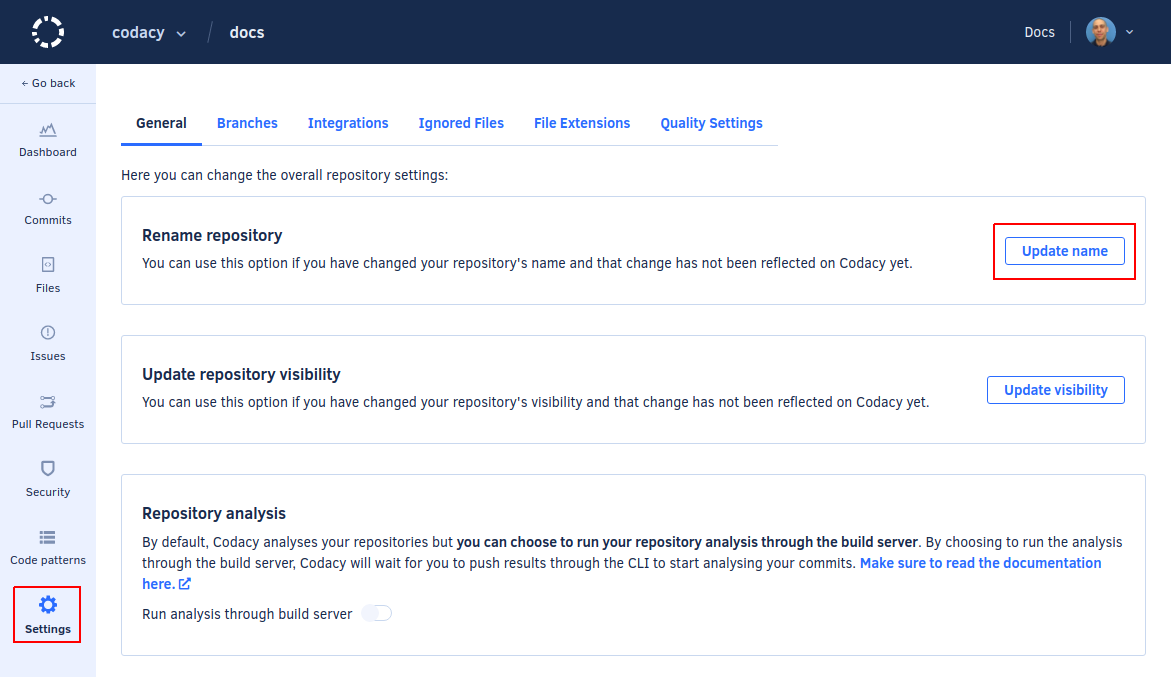 codacy / docs
Docs
← Go back
Dashboard
Commits
Files
Issues
Pull Requests
Security
Code patterns
Settings
General Branches Integrations Ignored Files File Extensions Quality Settings
Here you can change the overall repository settings:
Rename repository
You can use this option if you have changed your repository's name and that change has not been reflected on Codacy yet.
Update name
Update repository visibility
You can use this option if you have changed your repository's visibility and that change has not been reflected on Codacy yet.
Update visibility
Repository analysis
By default, Codacy analyses your repositories but you can choose to run your repository analysis through the build server. By choosing to run the analysis
through the build server, Codacy will wait for you to push results through the CLI to start analysing your commits. Make sure to read the documentation
here.
Run analysis through build server